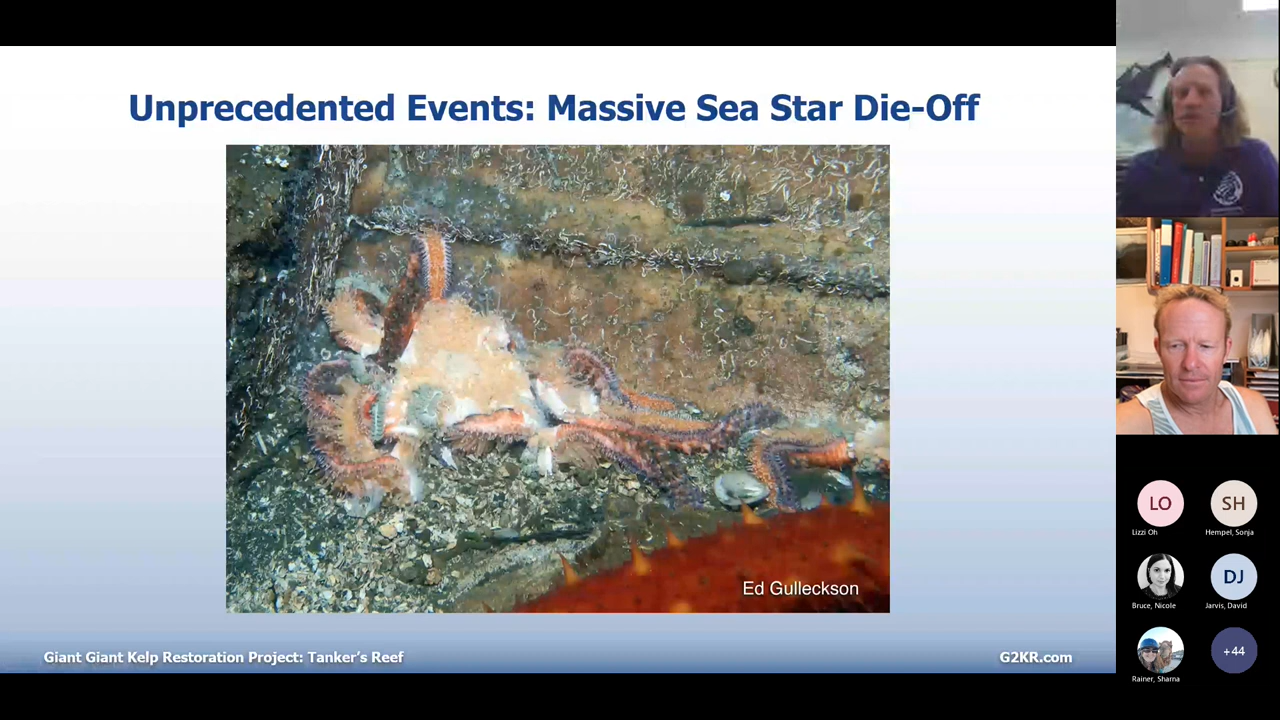 Unprecedented Events: Massive Sea Star Die-Off
Ed Gulleckson
Giant Giant Kelp Restoration Project: Tanker's Reef
G2KR.com
LO
SH
Lizzi Oh
Hempel, Sonja
DJ
Bruce, Nicole
Jarvis, David
+44
Rainer, Sharna